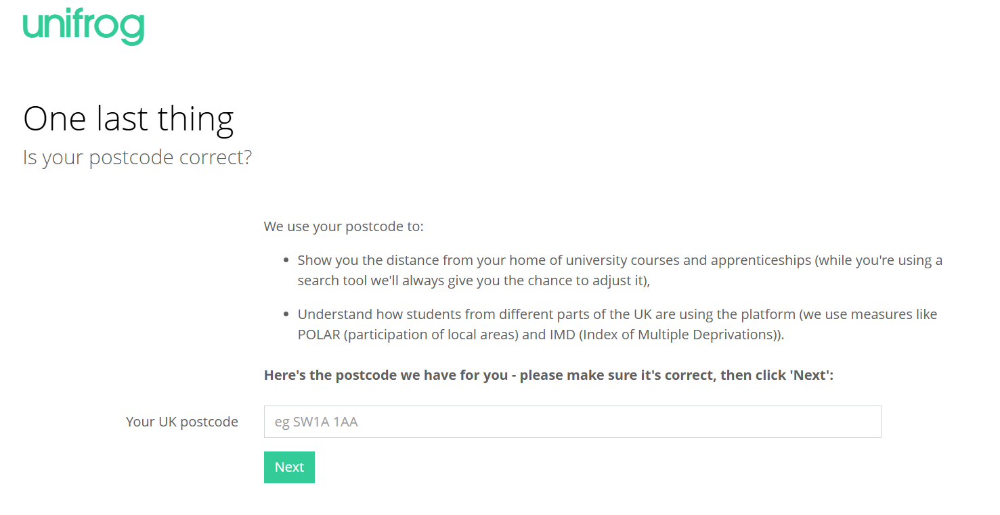 unifrog
One last thing
Is your postcode correct?
We use your postcode to:
Show you the distance from your home of university courses and apprenticeships (while you're using a
search tool we'll always give you the chance to adjust it),
Understand how students from different parts of the UK are using the platform (we use measures like
POLAR (participation of local areas) and IMD (Index of Multiple Deprivations)).
Here's the postcode we have for you - please make sure it's correct, then click 'Next':
Your UK postcode eg SW1A 1AA
Next